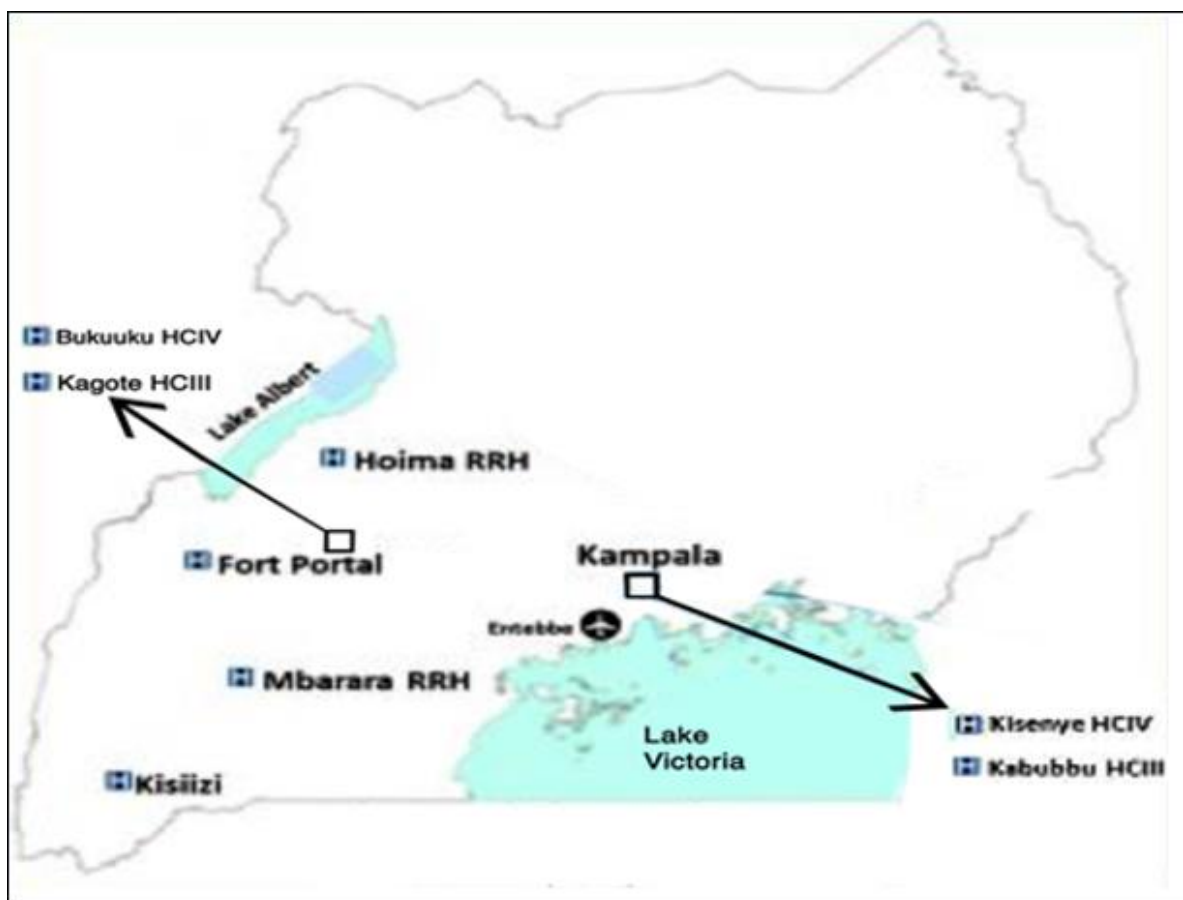 Bukuuku HCIV
Kagote HCIII
Lake Albert
Hoima RRH
Fort Portal
Kampala
Entebbe
Mbarara RRH
Kisenye HCIV
Lake
Victoria
Kabubbu HCIII
Kisiizi